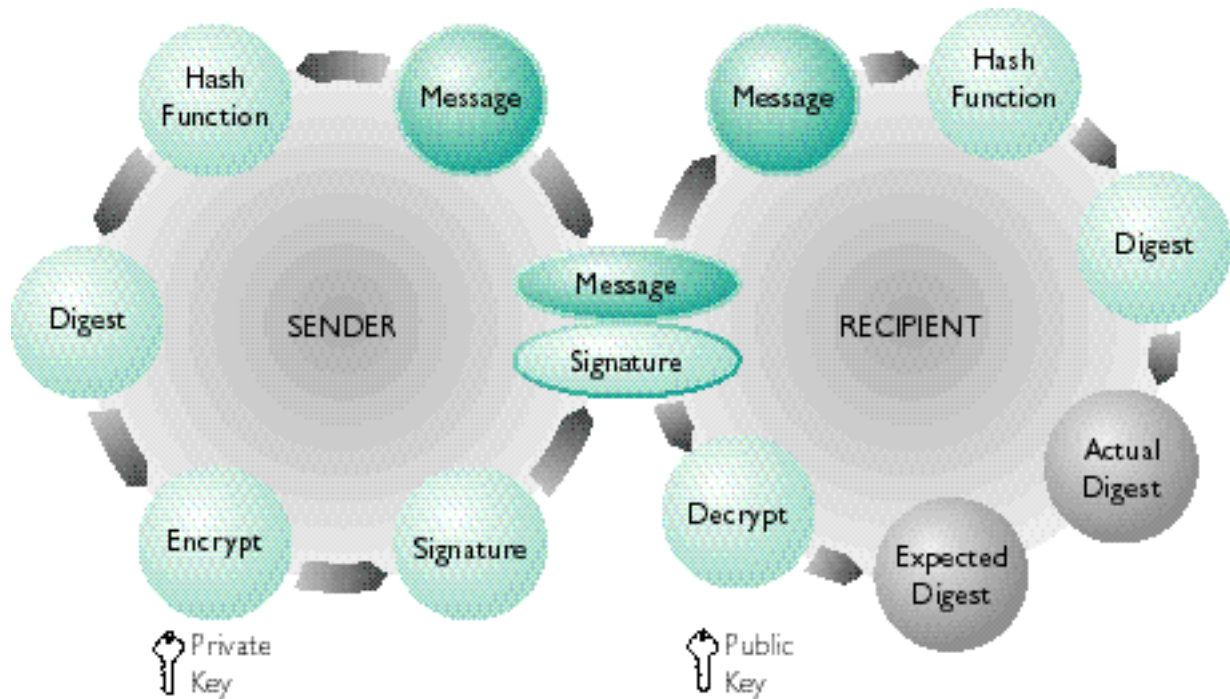 Hash
Function
Message
Digest
SENDER
Encrypt
Signature
Private
Key
Message
Signature
Message
Hash
Function
Digest
RECIPIENT
Actual
Digest
Decrypt
Expected
Digest
Public
Key